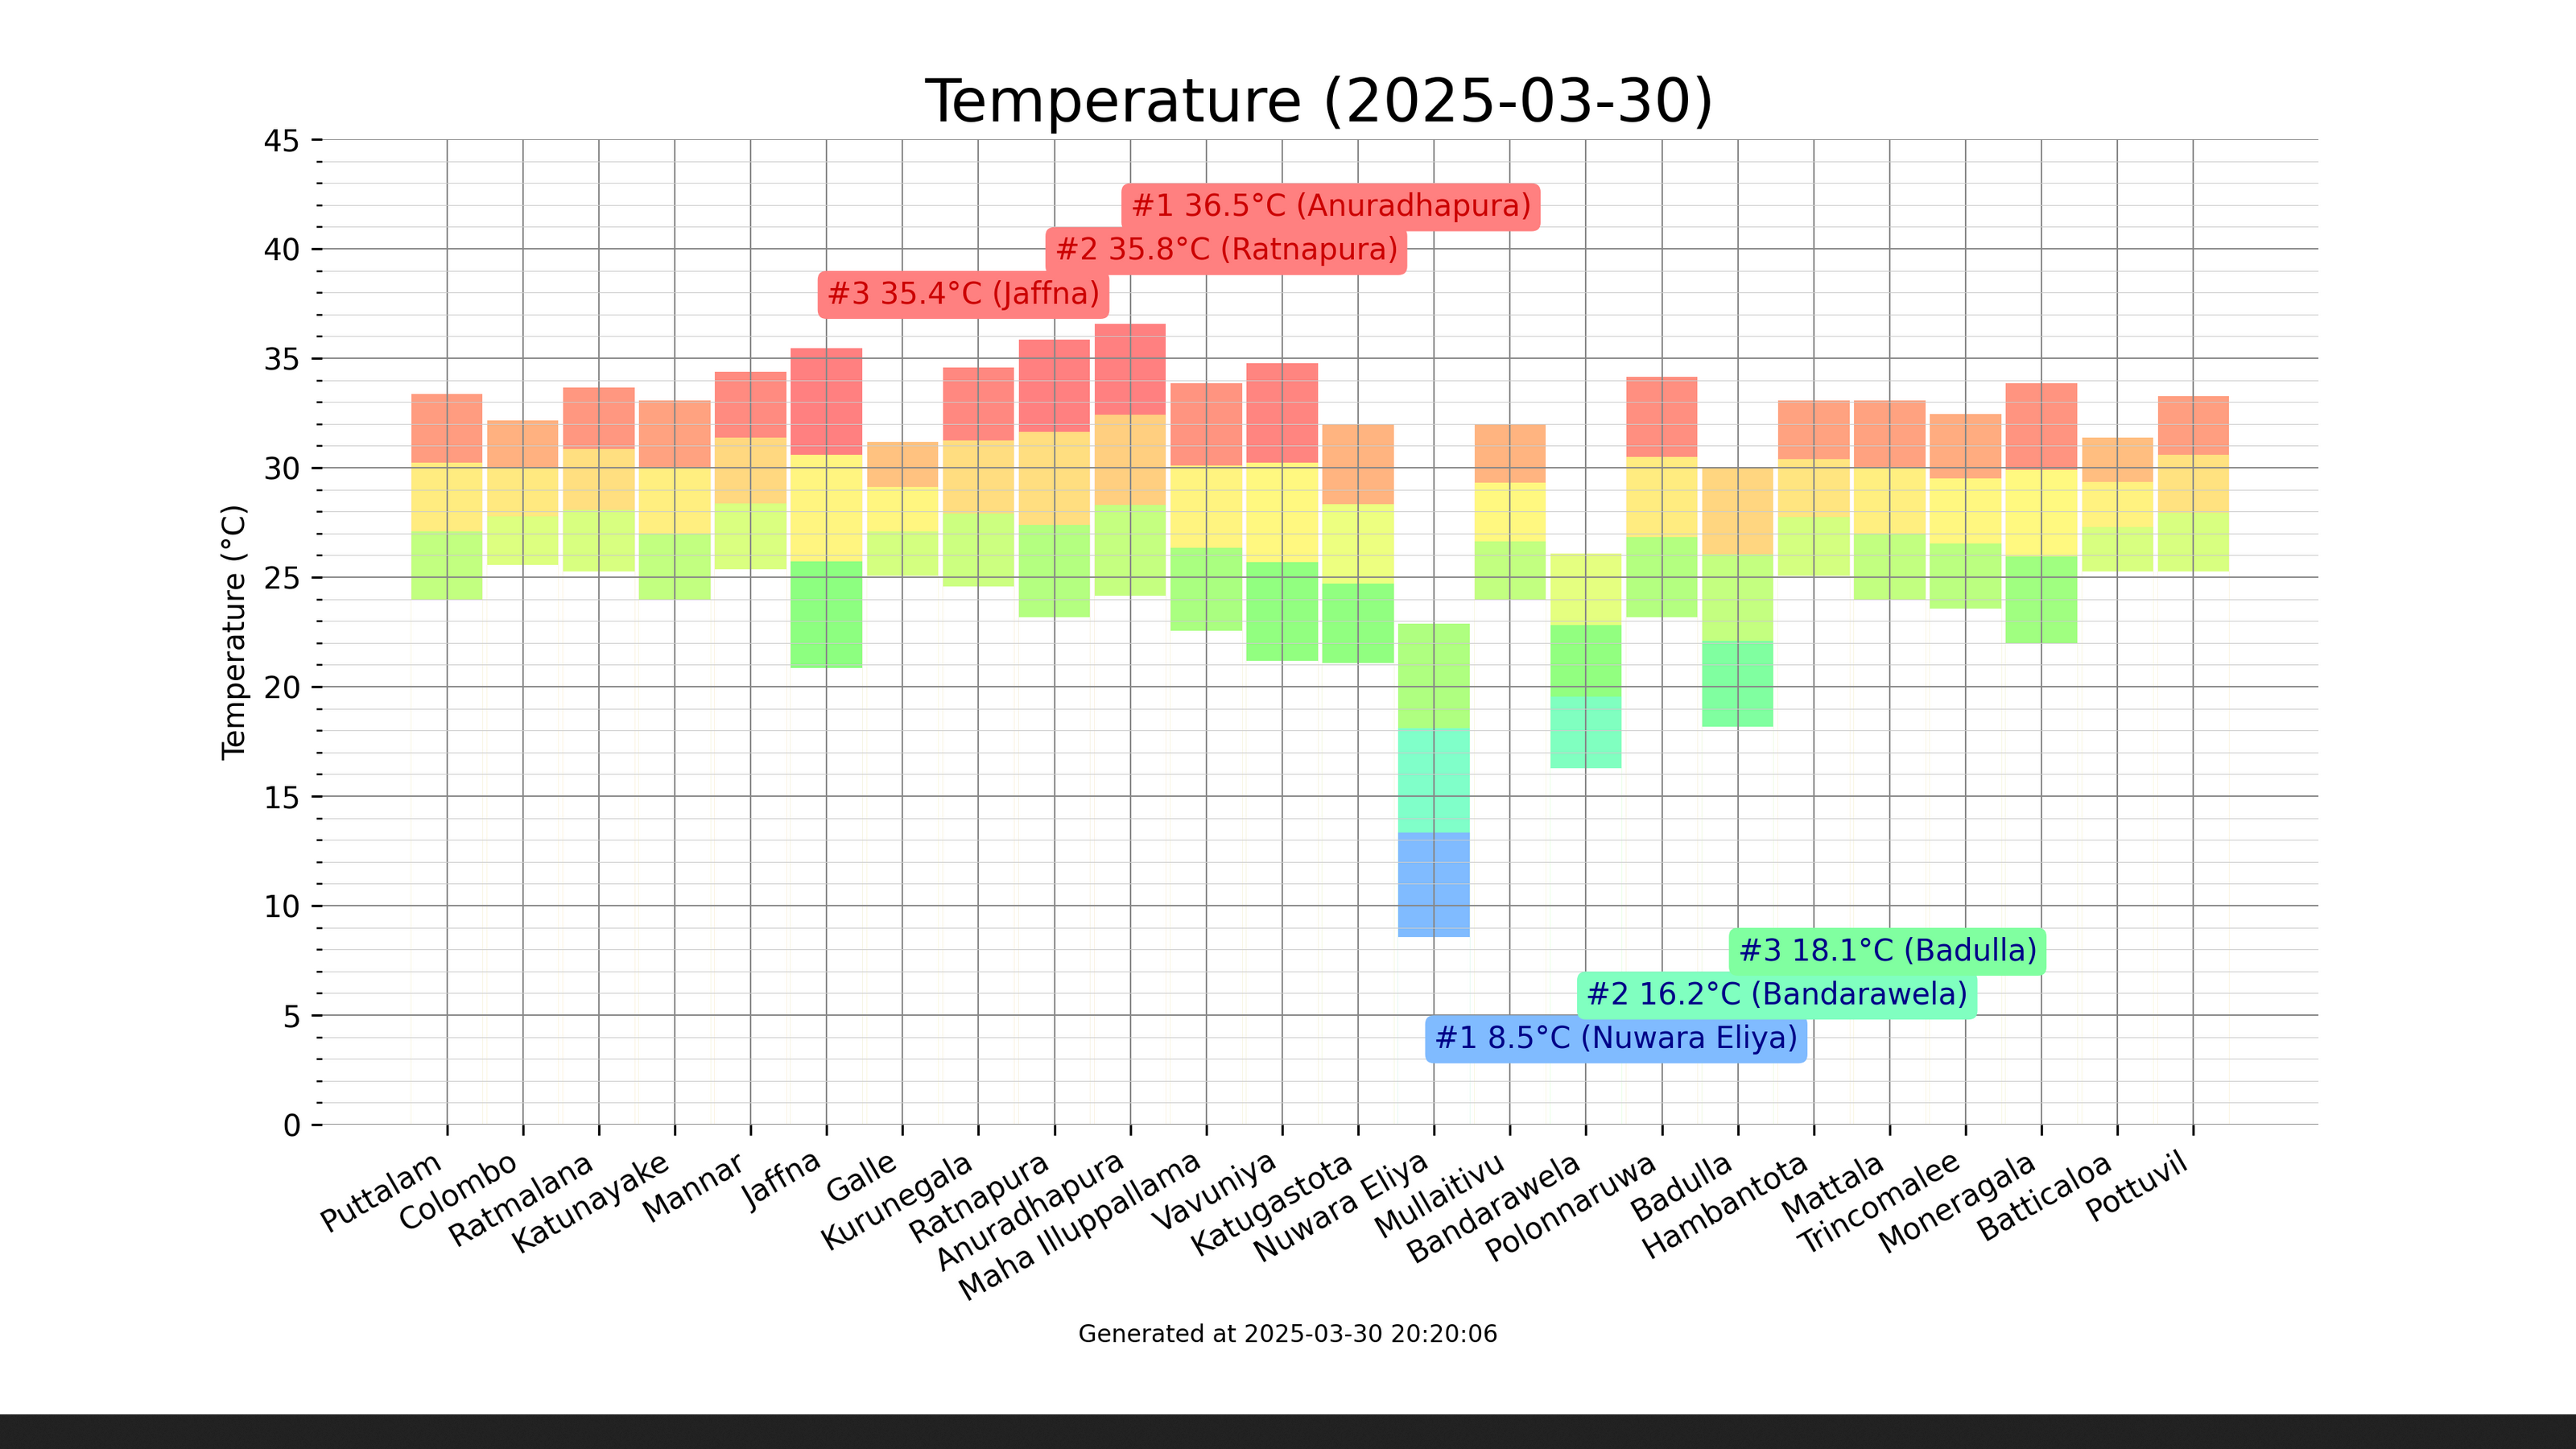 Temperature (2025-03-30)
45
40
35
30
25
20
15
10
5
0
Temperature (°C)
#1 36.5°C (Anuradhapura)
#2 35.8°C (Ratnapura)
#3 35.4°C (Jaffna)
#3 18.1°C (Badulla)
#2 16.2°C (Bandarawela)
#1 8.5°C (Nuwara Eliya)
Puttalam
Colombo
Ratmalana
Katunayake
Mannar
Jaffna
Galle
Kurunegala
Ratnapura
Anuradhapura
Maha Illuppallama
Vavuniya
Katugastota
Nuwara Eliya
Mullaitivu
Bandarawela
Polonnaruwa
Badulla
Hambantota
Mattala
Trincomalee
Moneragala
Batticaloa
Pottuvil
Generated at 2025-03-30 20:20:06